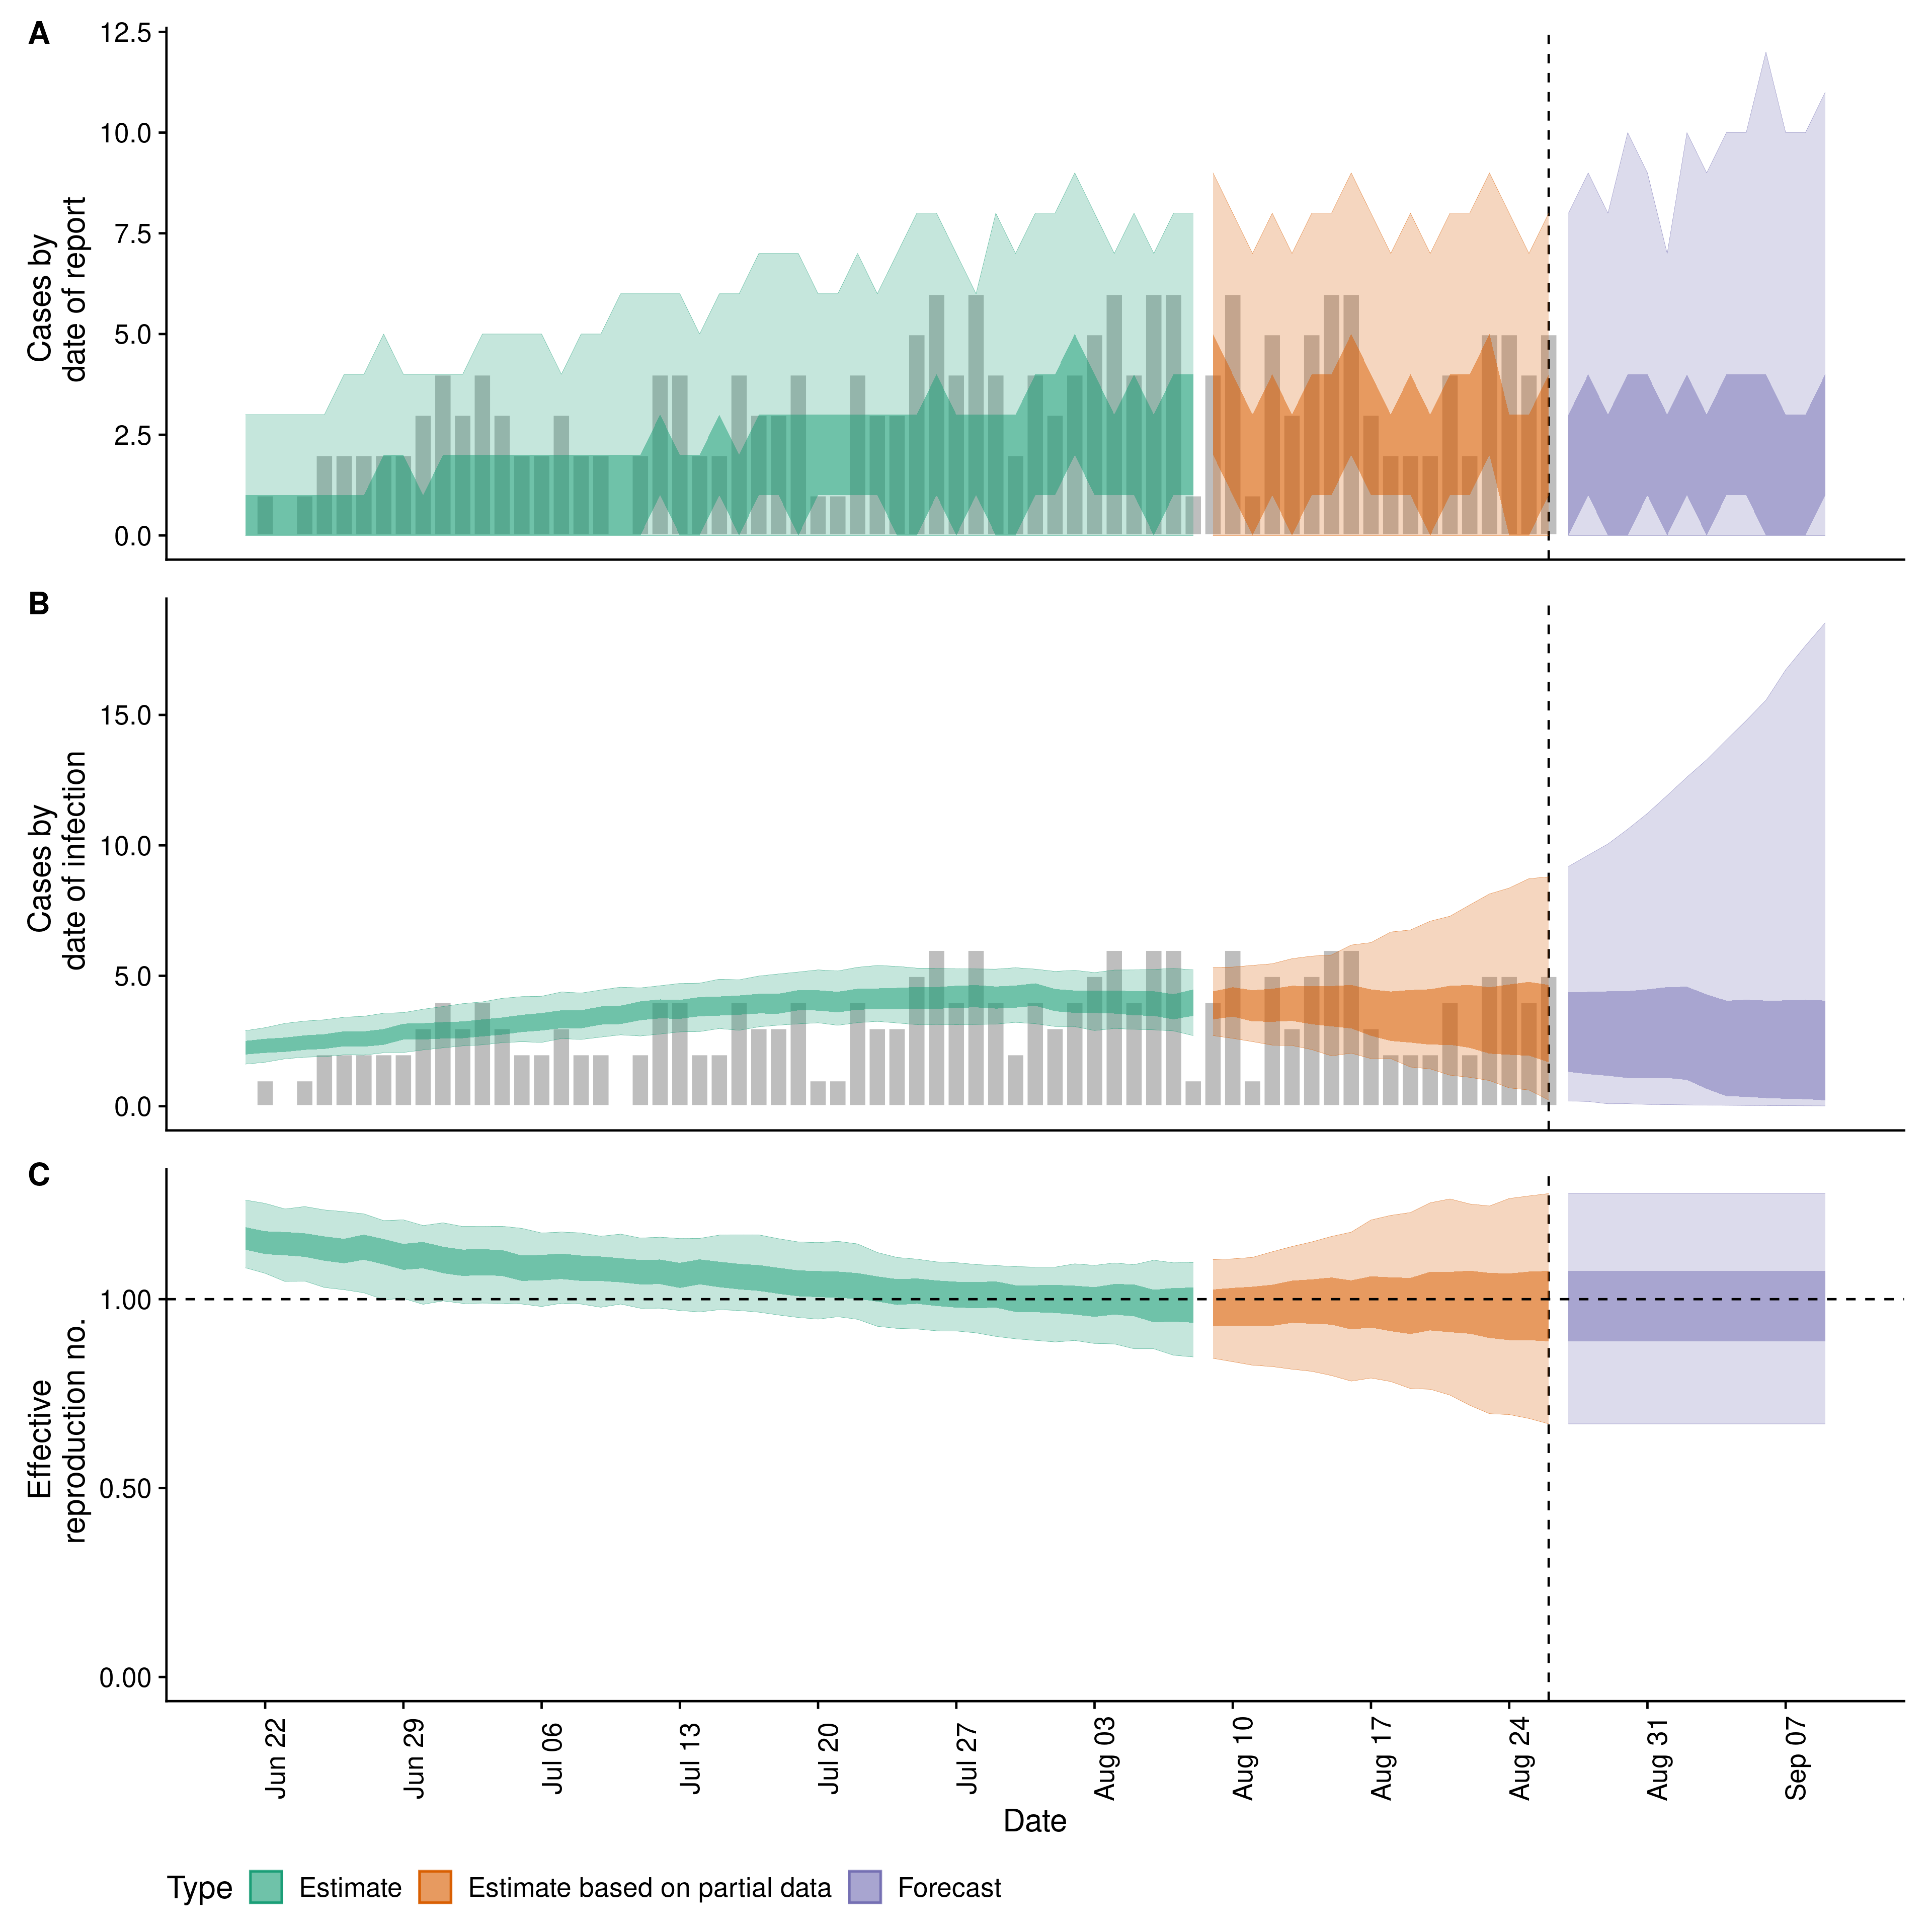 A
Cases by
date of report
12.5
10.0
7.5
5.0
2.5
0.0
B
Cases by
date of infection
15.0
10.0
5.0
0.0
C
Effective
reproduction no.
1.00
0.50
0.00
Jun 22
Jun 29
Jul 06
Jul 13
Jul 20
Jul 27
Aug 03
Aug 10
Aug 17
Aug 24
Aug 31
Sep 07
Date
Type Estimate Estimate based on partial data Forecast